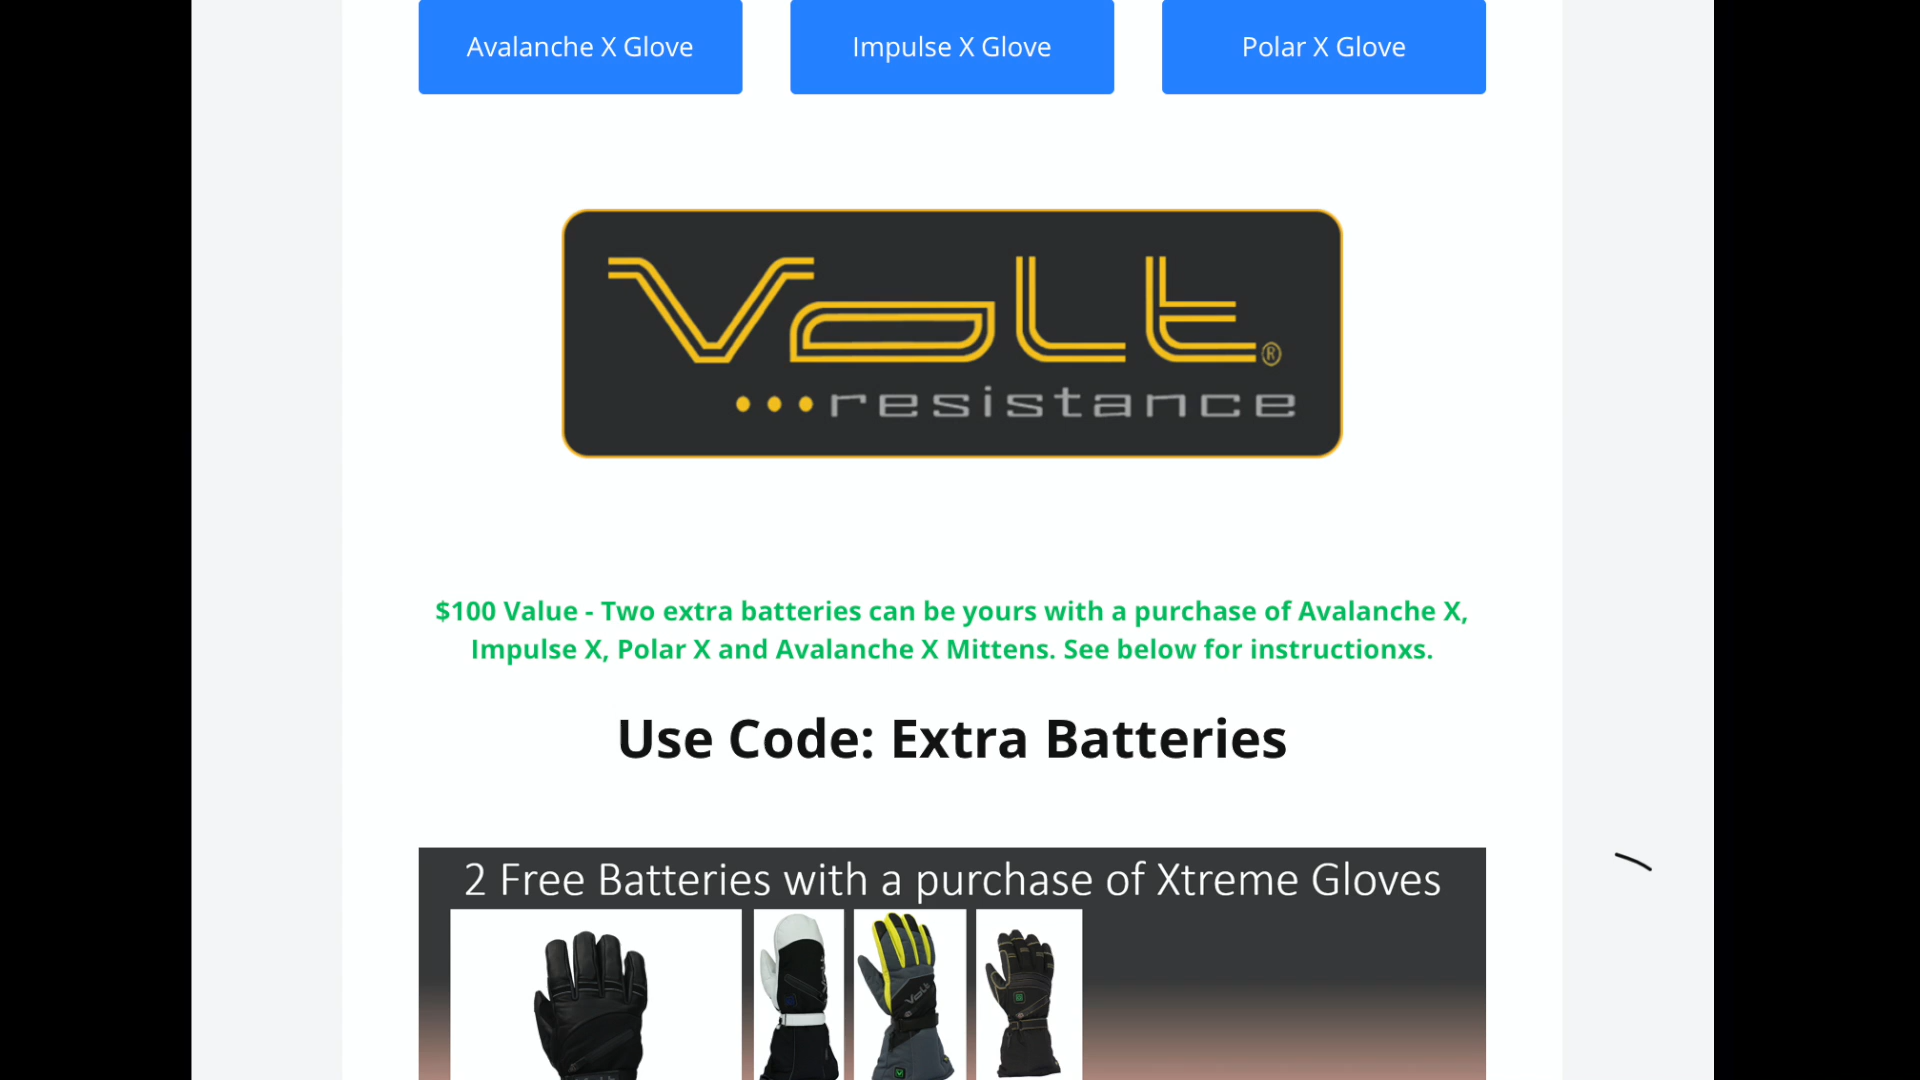 Avalanche X Glove
Impulse X Glove
Polar X Glove
Volt®
...resistance
$100 Value - Two extra batteries can be yours with a purchase of Avalanche X,
Impulse X, Polar X and Avalanche X Mittens. See below for instructionxs.
Use Code: Extra Batteries
2 Free Batteries with a purchase of Xtreme Gloves
Volt